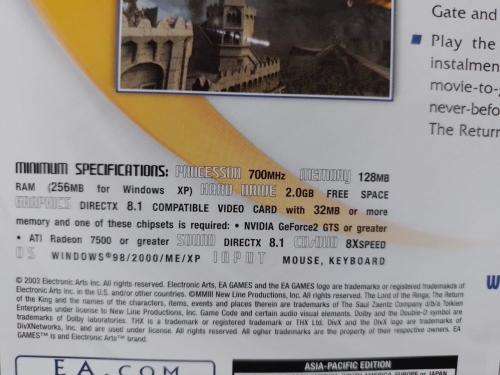 Gate and
Play the
instalmen
movie-to-
never-befo
The Return
MINIMUM SPECIFICATIONS: PROCESSOR 700MHz MEMORY 128MB
RAM (256MB for Windows XP) HARD DRIVE 2.0GB FREE SPACE
GRAPHICS DIRECTX 8.1 COMPATIBLE VIDEO CARD with 32MB or more
memory and one of these chipsets is required: • NVIDIA GeForce2 GTS or greater
• ATI Radeon 7500 or greater SOUND DIRECTX 8.1 CD/DVD 8XSPEED
OS WINDOWS®98/2000/ME/XP INPUT MOUSE, KEYBOARD
© 2003 Electronic Arts Inc. All rights reserved. Electronic Arts, EA GAMES and the EA GAMES logo are trademarks or registered trademarks of
Electronic Arts Inc. in the U.S. and/or other countries. ©MMIII New Line Productions, Inc. All rights reserved. The Lord of the Rings, The Return
of the King and the names of the characters, items, events and places therein are trademarks of The Saul Zaentz Company d/b/a Tolkien
Enterprises under license to New Line Productions, Inc. Game Code and certain audio visual elements. Dolby and the Double-D symbol are
trademarks of Dolby laboratories. THX is a trademark or registered trademark of THX Ltd. DivX and the DivX logo are trademarks of
DivXNetworks, Inc. and are used under license. All rights reserved. All other trademarks are the property of their respective owners. EA
GAMES™ is and Electronic Arts™ brand.
EA.COM
ASIA-PACIFIC EDITION